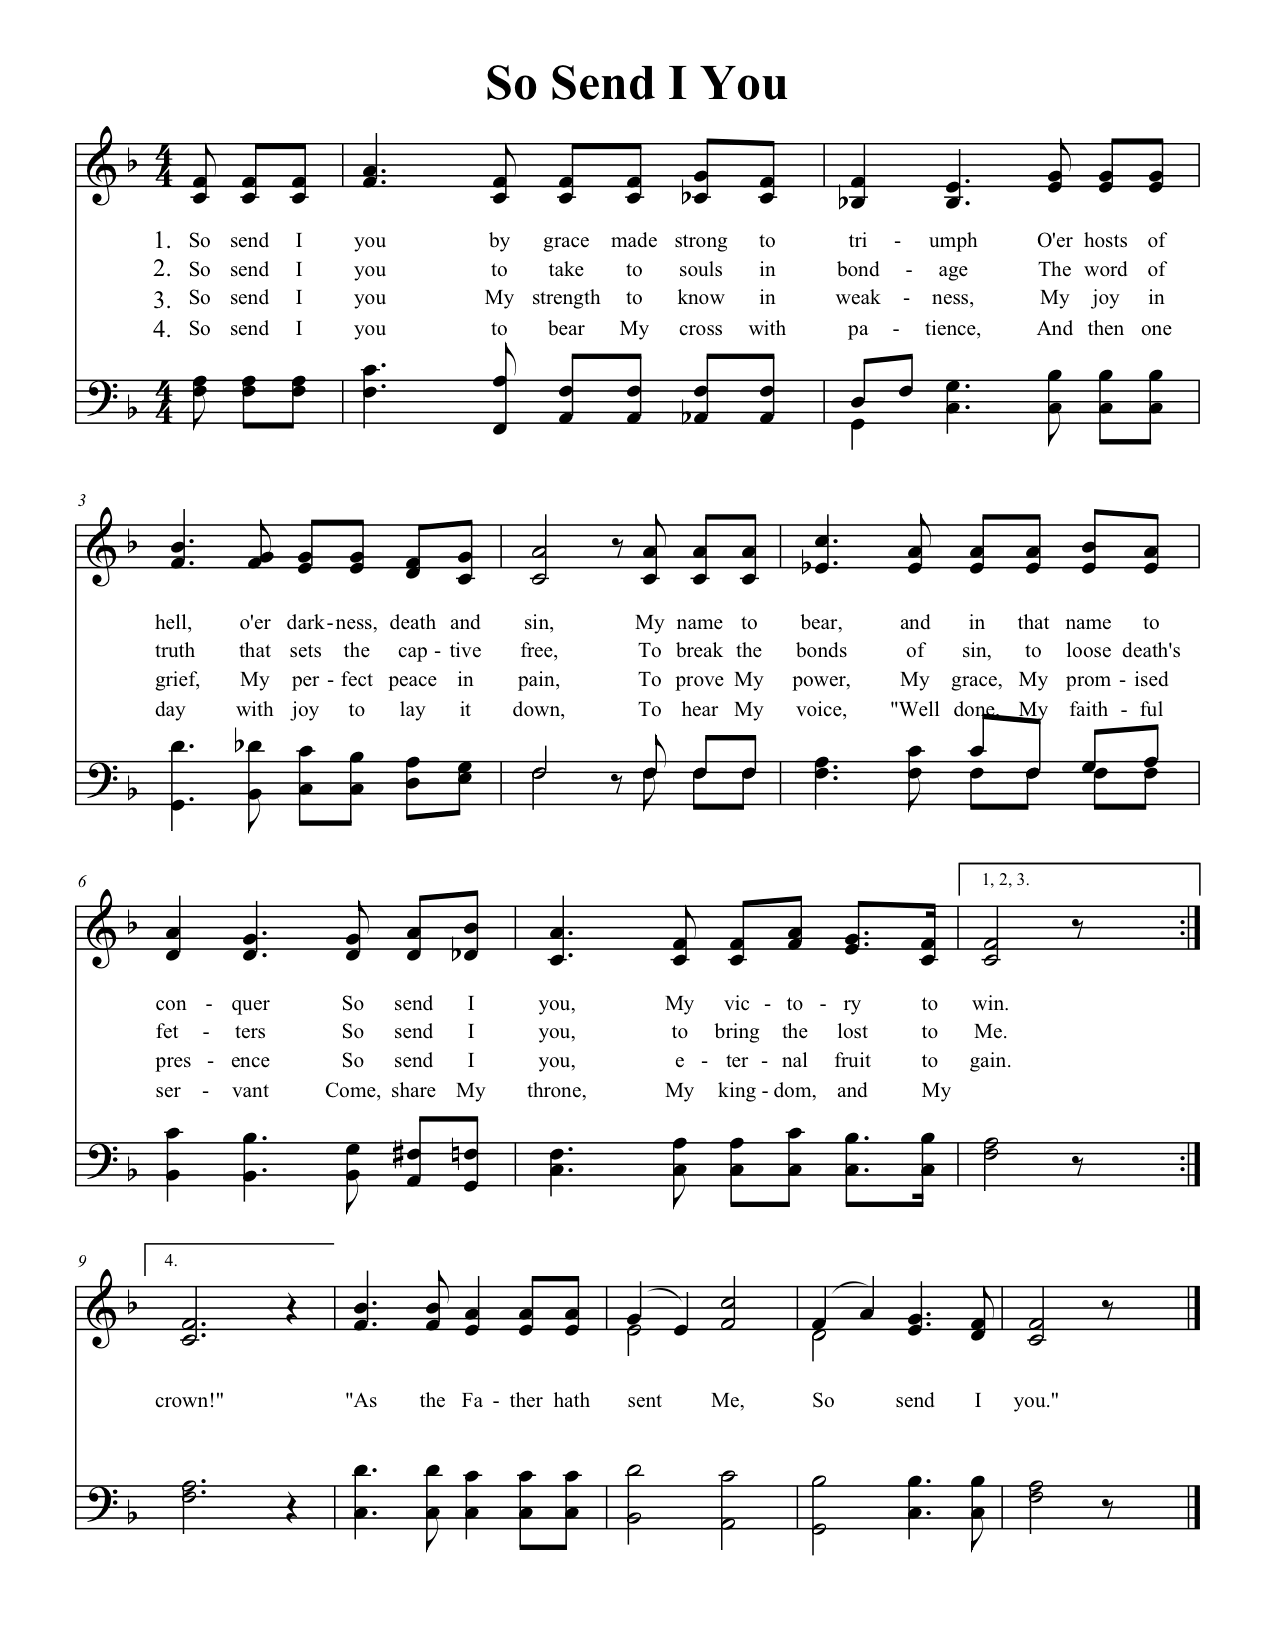 So Send I You
1. So send I you by grace made strong to tri - umph O'er hosts of
2. So send I you to take to souls in bond - age The word of
3. So send I you My strength to know in weak - ness, My joy in
4. So send I you to bear My cross with pa - tience, And then one
3
hell, o'er dark - ness, death and sin, My name to bear, and in that name to
truth that sets the cap - tive free, To break the bonds of sin, to loose death's
grief, My per - fect peace in pain, To prove My power, My grace, My prom - ised
day with joy to lay it down, To hear My voice, "Well done, My faith - ful
6
1, 2, 3.
con - quer So send I you, My vic - to - ry to win.
fet - ters So send I you, to bring the lost to Me.
pres - ence So send I you, e - ter - nal fruit to gain.
ser - vant Come, share My throne, My king - dom, and My
9
4.
crown!" "As the Fa - ther hath sent Me, So send I you."